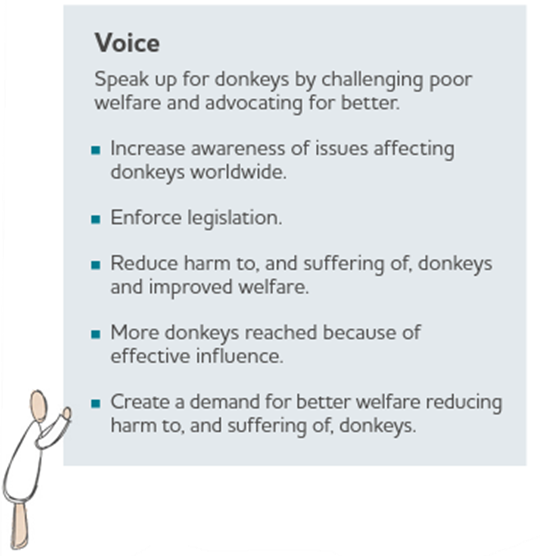 Voice
Speak up for donkeys by challenging poor
welfare and advocating for better.
Increase awareness of issues affecting
donkeys worldwide.
Enforce legislation.
Reduce harm to, and suffering of, donkeys
and improved welfare.
More donkeys reached because of
effective influence.
Create a demand for better welfare reducing
harm to, and suffering of, donkeys.